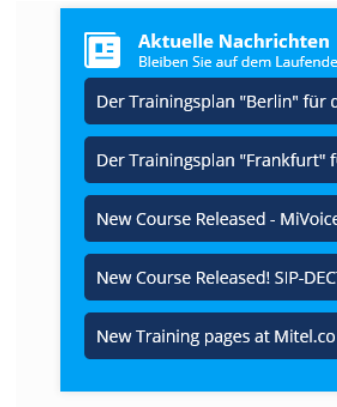 Aktuelle Nachrichten
Bleiben Sie auf dem Laufende
Der Trainingsplan "Berlin" für
Der Trainingsplan "Frankfurt"
New Course Released - MiVoice
New Course Released! SIP-DECT
New Training pages at Mitel.co